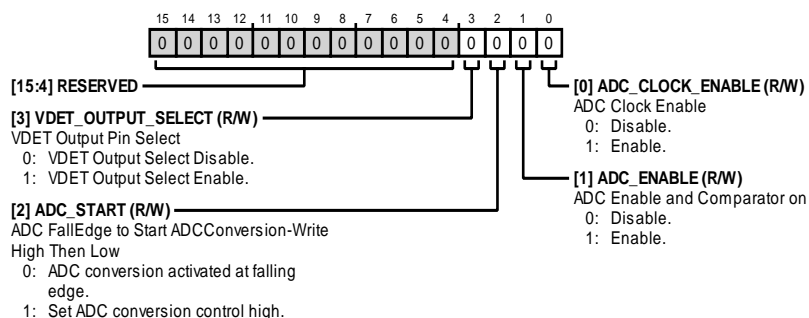 15 14 13 12 11 10 9 8 7 6 5 4 3 2 1 0
0 0 0 0 0 0 0 0 0 0 0 0 0 0 0 0
[15:4] RESERVED
[3] VDET_OUTPUT_SELECT (R/W)
VDET Output Pin Select
0: VDET Output Select Disable.
1: VDET Output Select Enable.
[2] ADC_START (R/W)
ADC FallEdge to Start ADCConversion-Write
High Then Low
0: ADC conversion activated at falling
edge.
1: Set ADC conversion control high.
[0] ADC_CLOCK_ENABLE (R/W)
ADC Clock Enable
0: Disable.
1: Enable.
[1] ADC_ENABLE (R/W)
ADC Enable and Comparator on
0: Disable.
1: Enable.